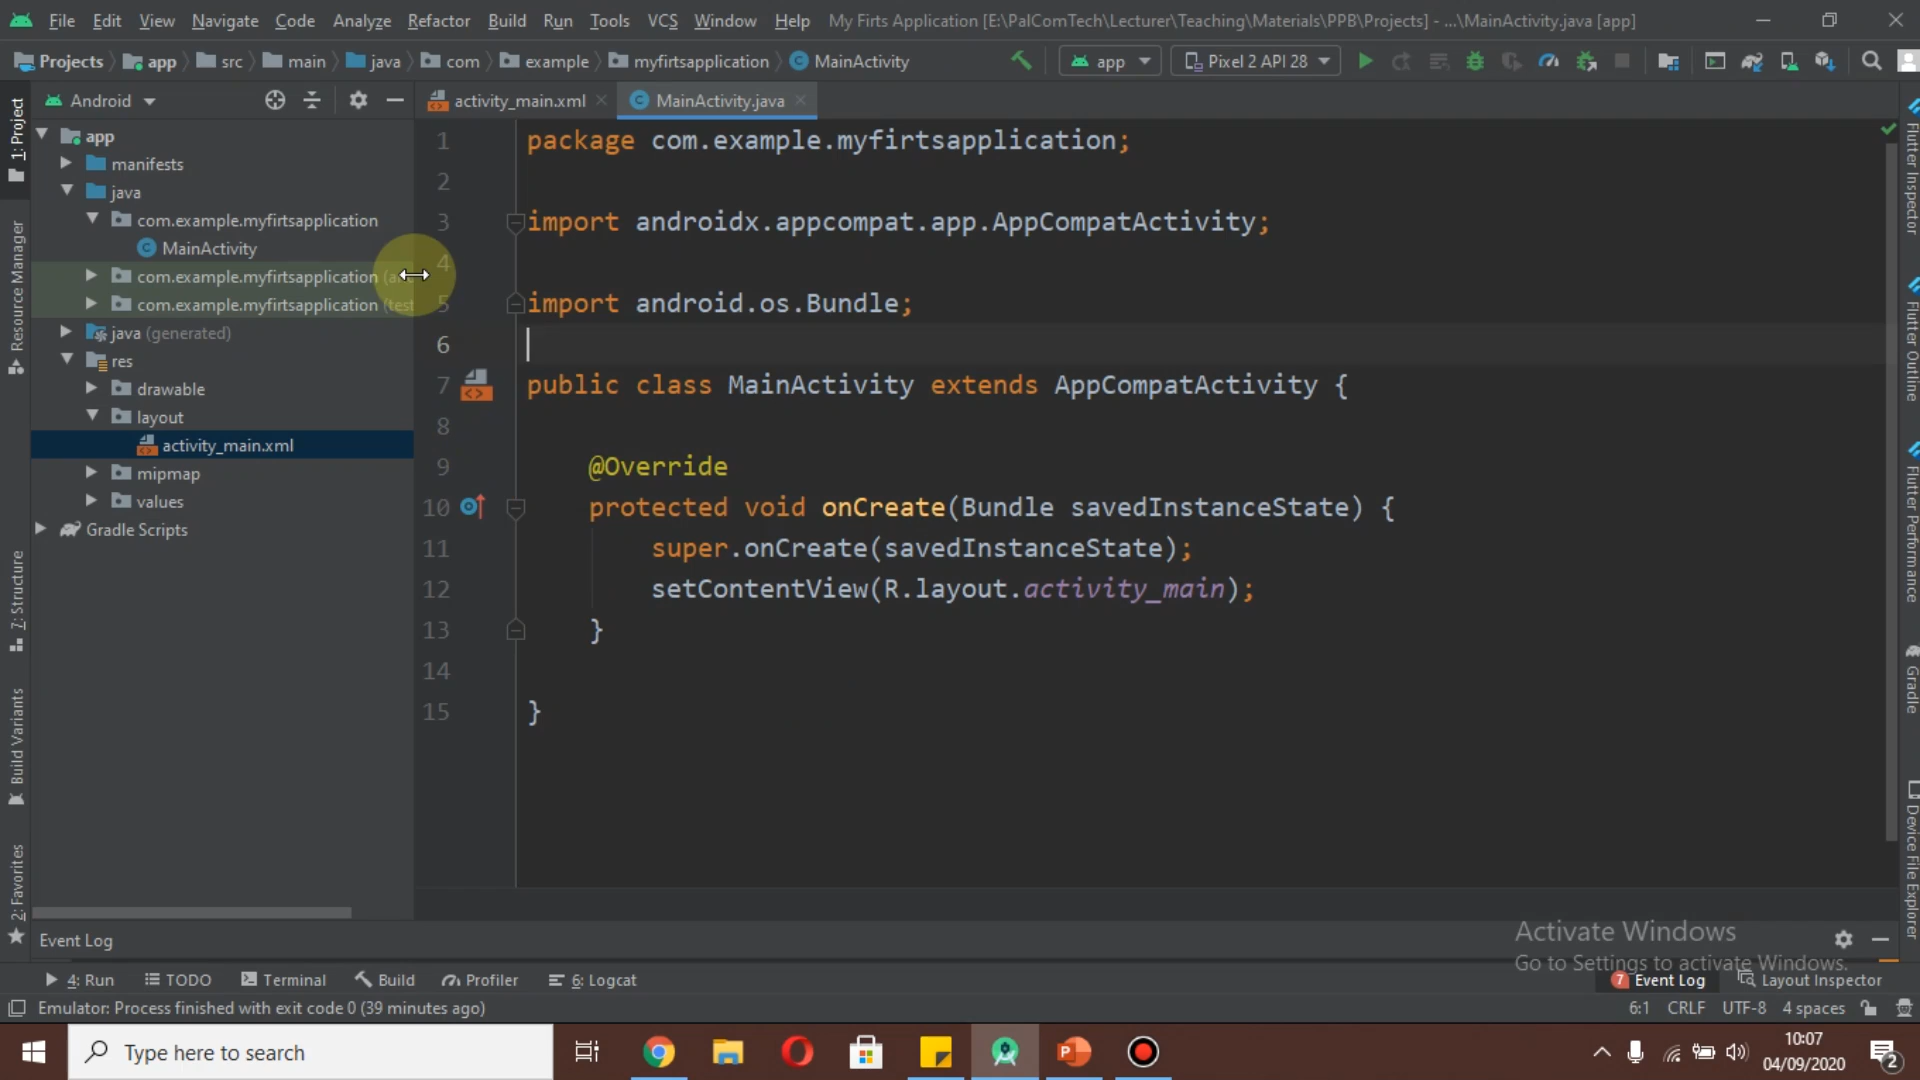 File Edit View Navigate Code Analyze Refactor Build Run Tools VCS Window Help My Firts Application [E:\PalComTech\Lecturer\Teaching\Materials\PPB\Projects] - ...\MainActivity.java [app]
Projects app src main java com example myfirtsapplication MainActivity app Pixel 2 API 28
Android activity_main.xml MainActivity.java
1: Project
Resource Manager
7: Structure
Build Variants
2: Favorites
app
manifests
java
com.example.myfirtsapplication
MainActivity
com.example.myfirtsapplication
com.example.myfirtsapplication (test
java (generated)
res
drawable
layout
activity_main.xml
mipmap
values
Gradle Scripts
1 package com.example.myfirtsapplication;
2
3 import androidx.appcompat.app.AppCompatActivity;
4
5 import android.os.Bundle;
6
7 public class MainActivity extends AppCompatActivity {
8
9 @Override
10 protected void onCreate(Bundle savedInstanceState) {
11 super.onCreate(savedInstanceState);
12 setContentView(R.layout.activity_main);
13 }
14
15 }
Flutter Inspector
Flutter Outline
Flutter Performance
Gradle
Device File Explorer
Event Log
Activate Windows
Go to Settings to activate Windows.
4: Run TODO Terminal Build Profiler 6: Logcat 7 Event Log Layout Inspector
Emulator: Process finished with exit code 0 (39 minutes ago) 6:1 CRLF UTF-8 4 spaces
Type here to search
10:07
04/09/2020
2